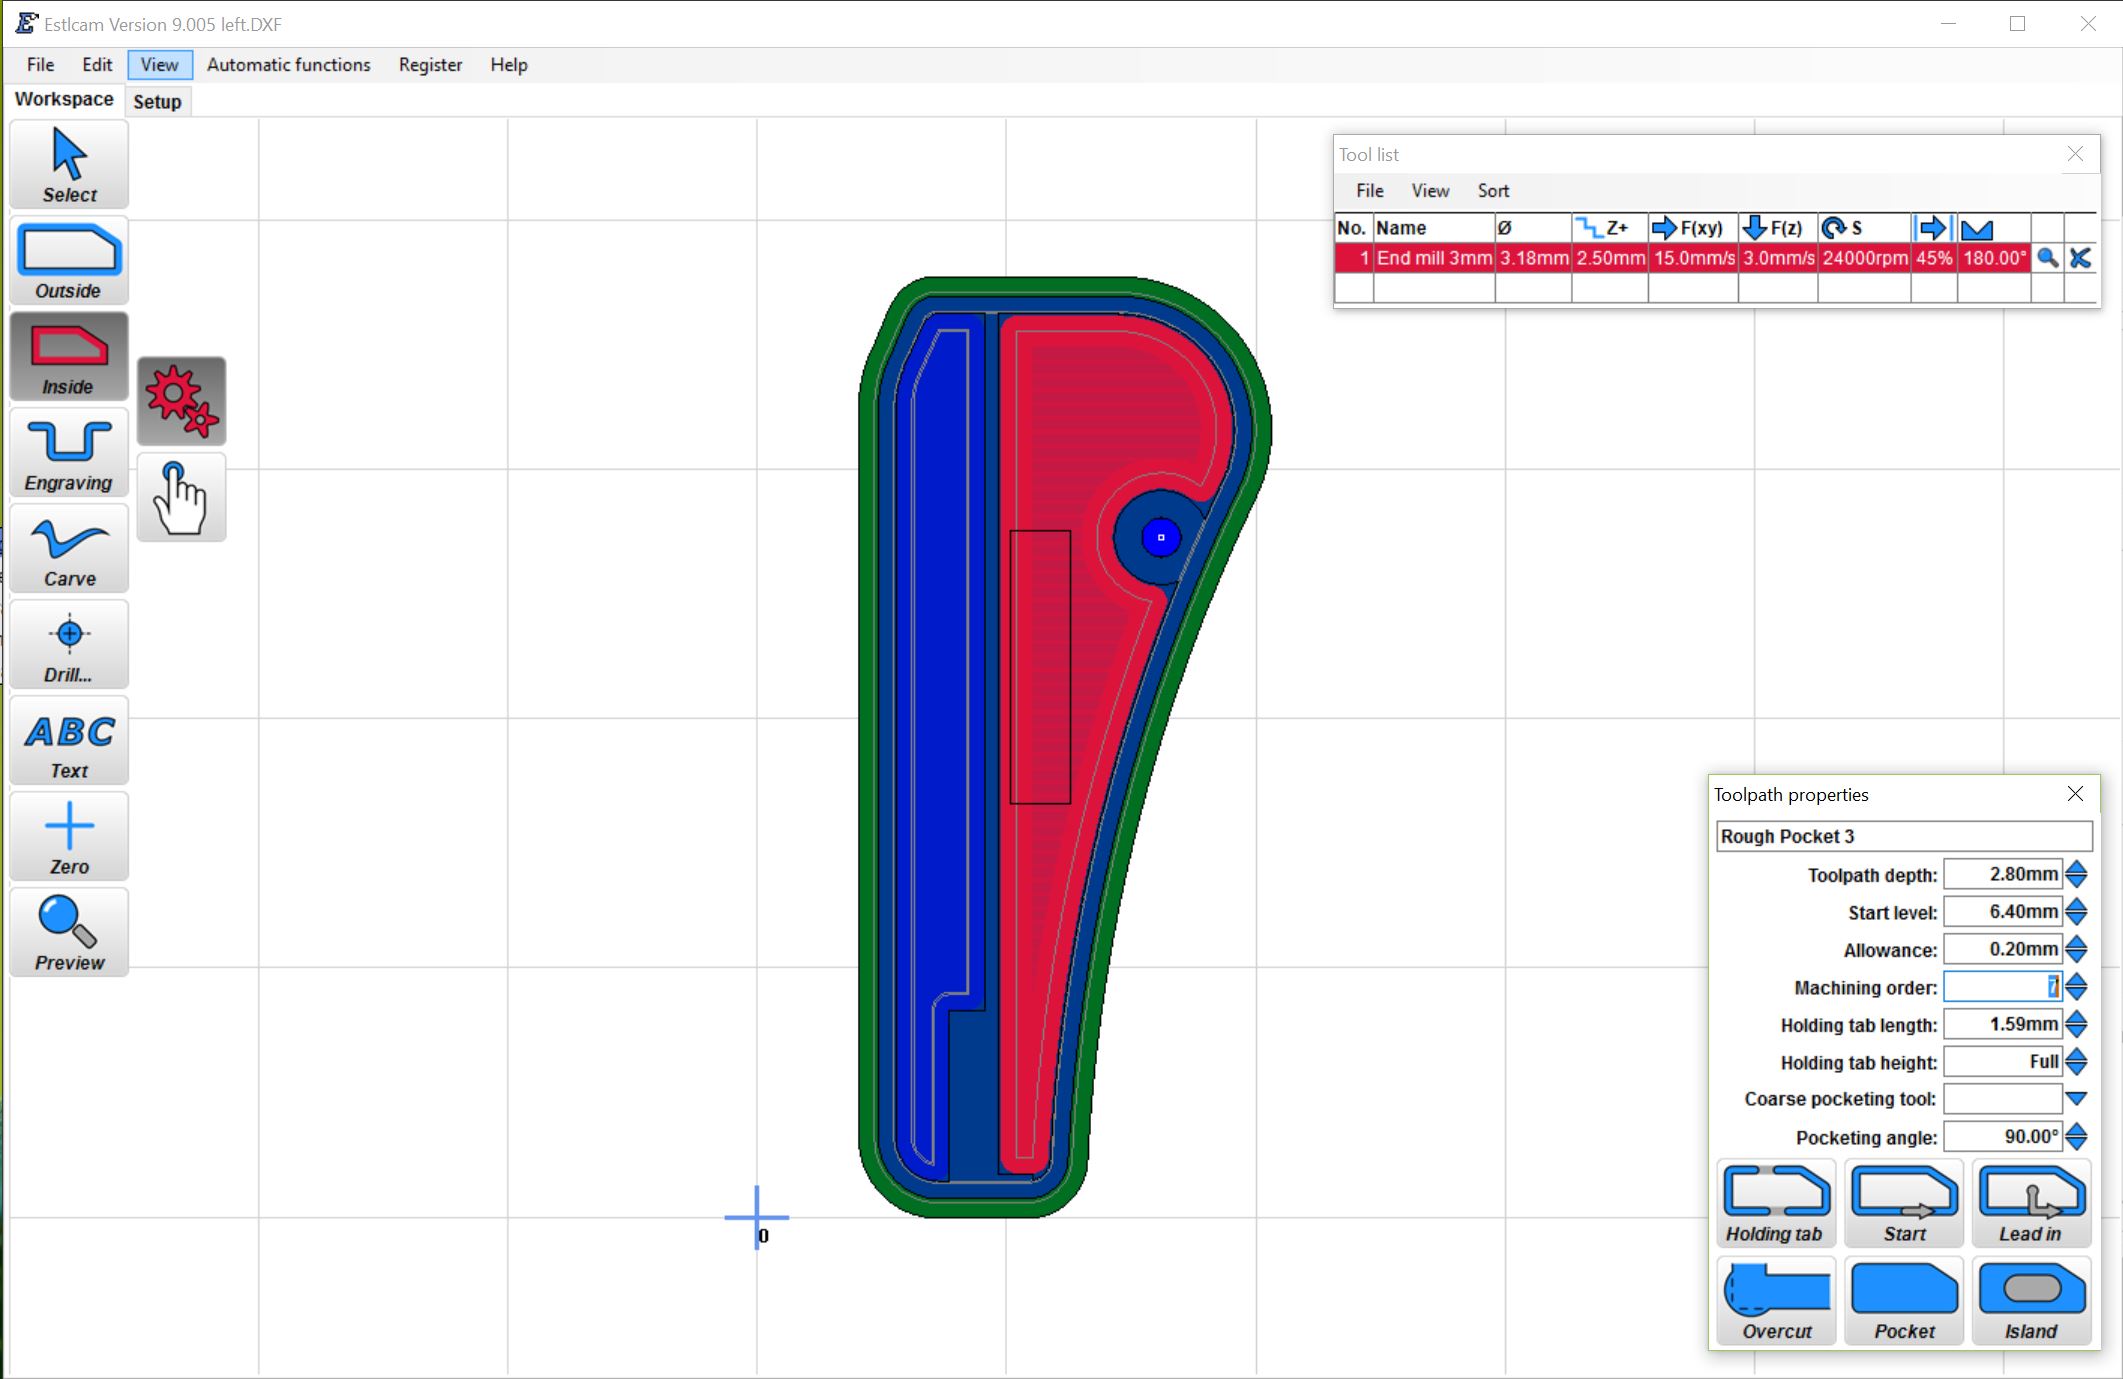 Estlcam Version 9.005 left.DXF
File Edit View Automatic functions Register Help
Workspace Setup
Select
Outside
Inside
Engraving
Carve
Drill...
ABC
Text
Zero
Preview
0
Tool list
File View Sort
No. Name Ø Z+ F(xy) F(z) S
1 End mill 3mm 3.18mm 2.50mm 15.0mm/s 3.0mm/s 24000rpm 45% 180.00°
Toolpath properties
Rough Pocket 3
Toolpath depth: 2.80mm
Start level: 6.40mm
Allowance: 0.20mm
Machining order: 7
Holding tab length: 1.59mm
Holding tab height: Full
Coarse pocketing tool:
Pocketing angle: 90.00°
Holding tab Start Lead in
Overcut Pocket Island